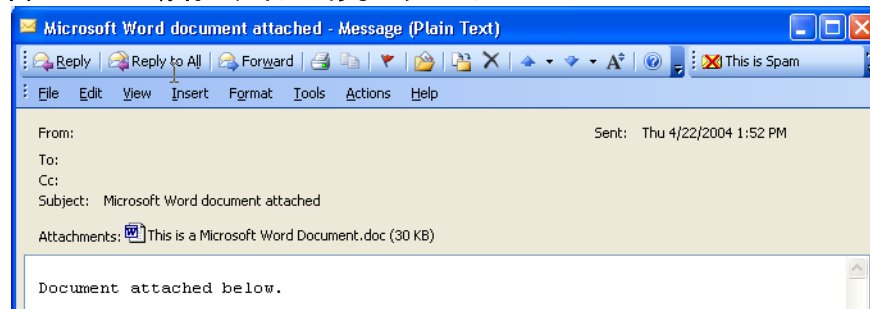 Microsoft Word document attached - Message (Plain Text)
Reply Reply to All Forward A This is Spam
File Edit View Insert Format Tools Actions Help
From: Sent: Thu 4/22/2004 1:52 PM
To:
Cc:
Subject: Microsoft Word document attached
Attachments: This is a Microsoft Word Document.doc (30 KB)
Document attached below.